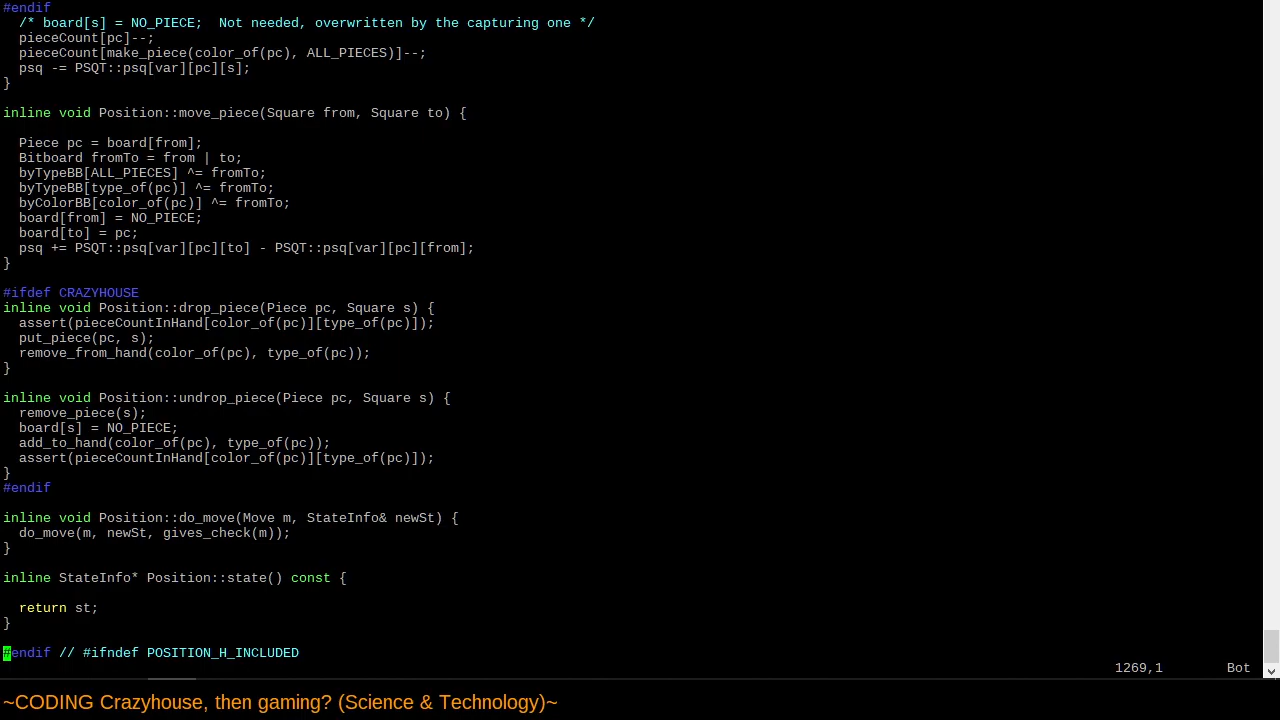 #endif
  /* board[s] = NO_PIECE;  Not needed, overwritten by the capturing one */
  pieceCount[pc]--;
  pieceCount[make_piece(color_of(pc), ALL_PIECES)]--;
  psq -= PSQT::psq[var][pc][s];
}

inline void Position::move_piece(Square from, Square to) {

  Piece pc = board[from];
  Bitboard fromTo = from | to;
  byTypeBB[ALL_PIECES] ^= fromTo;
  byTypeBB[type_of(pc)] ^= fromTo;
  byColorBB[color_of(pc)] ^= fromTo;
  board[from] = NO_PIECE;
  board[to] = pc;
  psq += PSQT::psq[var][pc][to] - PSQT::psq[var][pc][from];
}

#ifdef CRAZYHOUSE
inline void Position::drop_piece(Piece pc, Square s) {
  assert(pieceCountInHand[color_of(pc)][type_of(pc)]);
  put_piece(pc, s);
  remove_from_hand(color_of(pc), type_of(pc));
}

inline void Position::undrop_piece(Piece pc, Square s) {
  remove_piece(s);
  board[s] = NO_PIECE;
  add_to_hand(color_of(pc), type_of(pc));
  assert(pieceCountInHand[color_of(pc)][type_of(pc)]);
}
#endif

inline void Position::do_move(Move m, StateInfo& newSt) {
  do_move(m, newSt, gives_check(m));
}

inline StateInfo* Position::state() const {

  return st;
}

#endif // #ifndef POSITION_H_INCLUDED
1269,1 Bot
~CODING Crazyhouse, then gaming? (Science & Technology)~